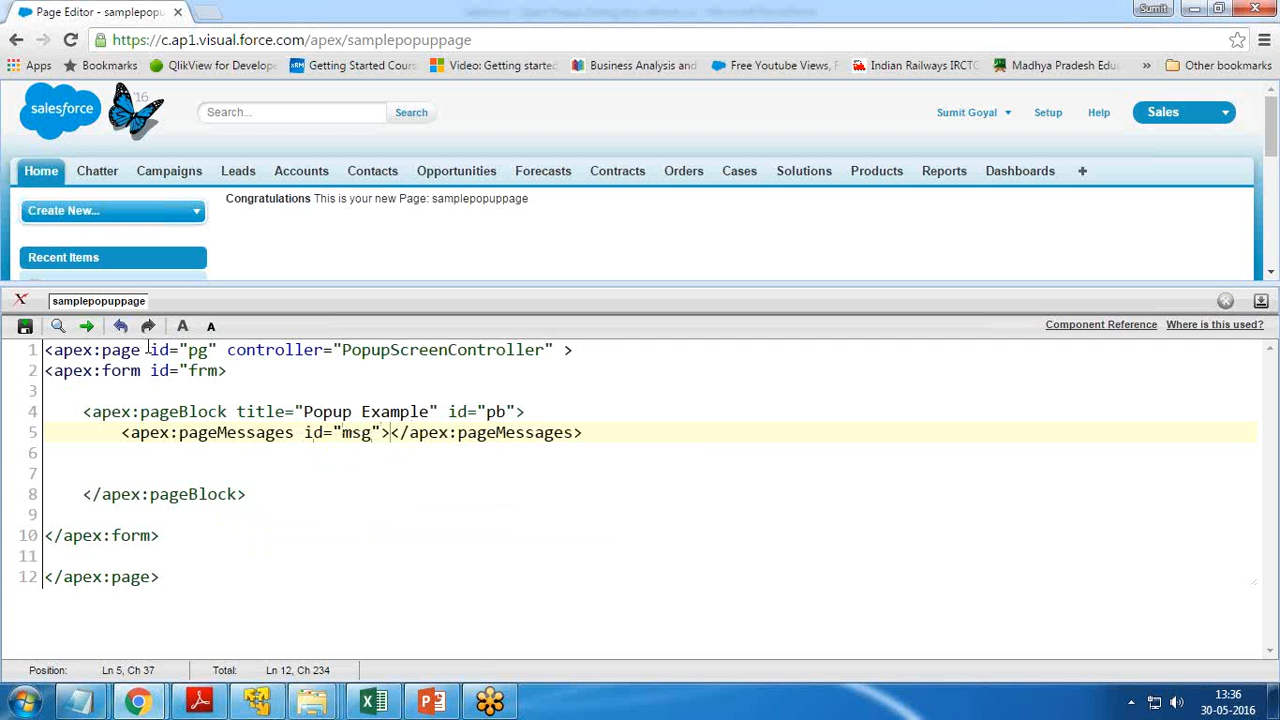 Page Editor - samplepopu
Sumit
https://c.ap1.visual.force.com/apex/samplepopuppage
Apps Bookmarks QlikView for Develope Getting Started Cours Video: Getting started Business Analysis and Free Youtube Views, F Indian Railways IRCTC Madhya Pradesh Edu » Other bookmarks
salesforce '16 Search... Search Sumit Goyal Setup Help Sales
Home Chatter Campaigns Leads Accounts Contacts Opportunities Forecasts Contracts Orders Cases Solutions Products Reports Dashboards +
Congratulations This is your new Page: samplepopuppage
Create New...
Recent Items
samplepopuppage
A A Component Reference Where is this used?
1 <apex:page id="pg" controller="PopupScreenController" >
2 <apex:form id="frm>
3
4 <apex:pageBlock title="Popup Example" id="pb">
5 <apex:pageMessages id="msg"></apex:pageMessages>
6
7
8 </apex:pageBlock>
9
10 </apex:form>
11
12 </apex:page>
Position: Ln 5, Ch 37 Total: Ln 12, Ch 234
13:36
30-05-2016